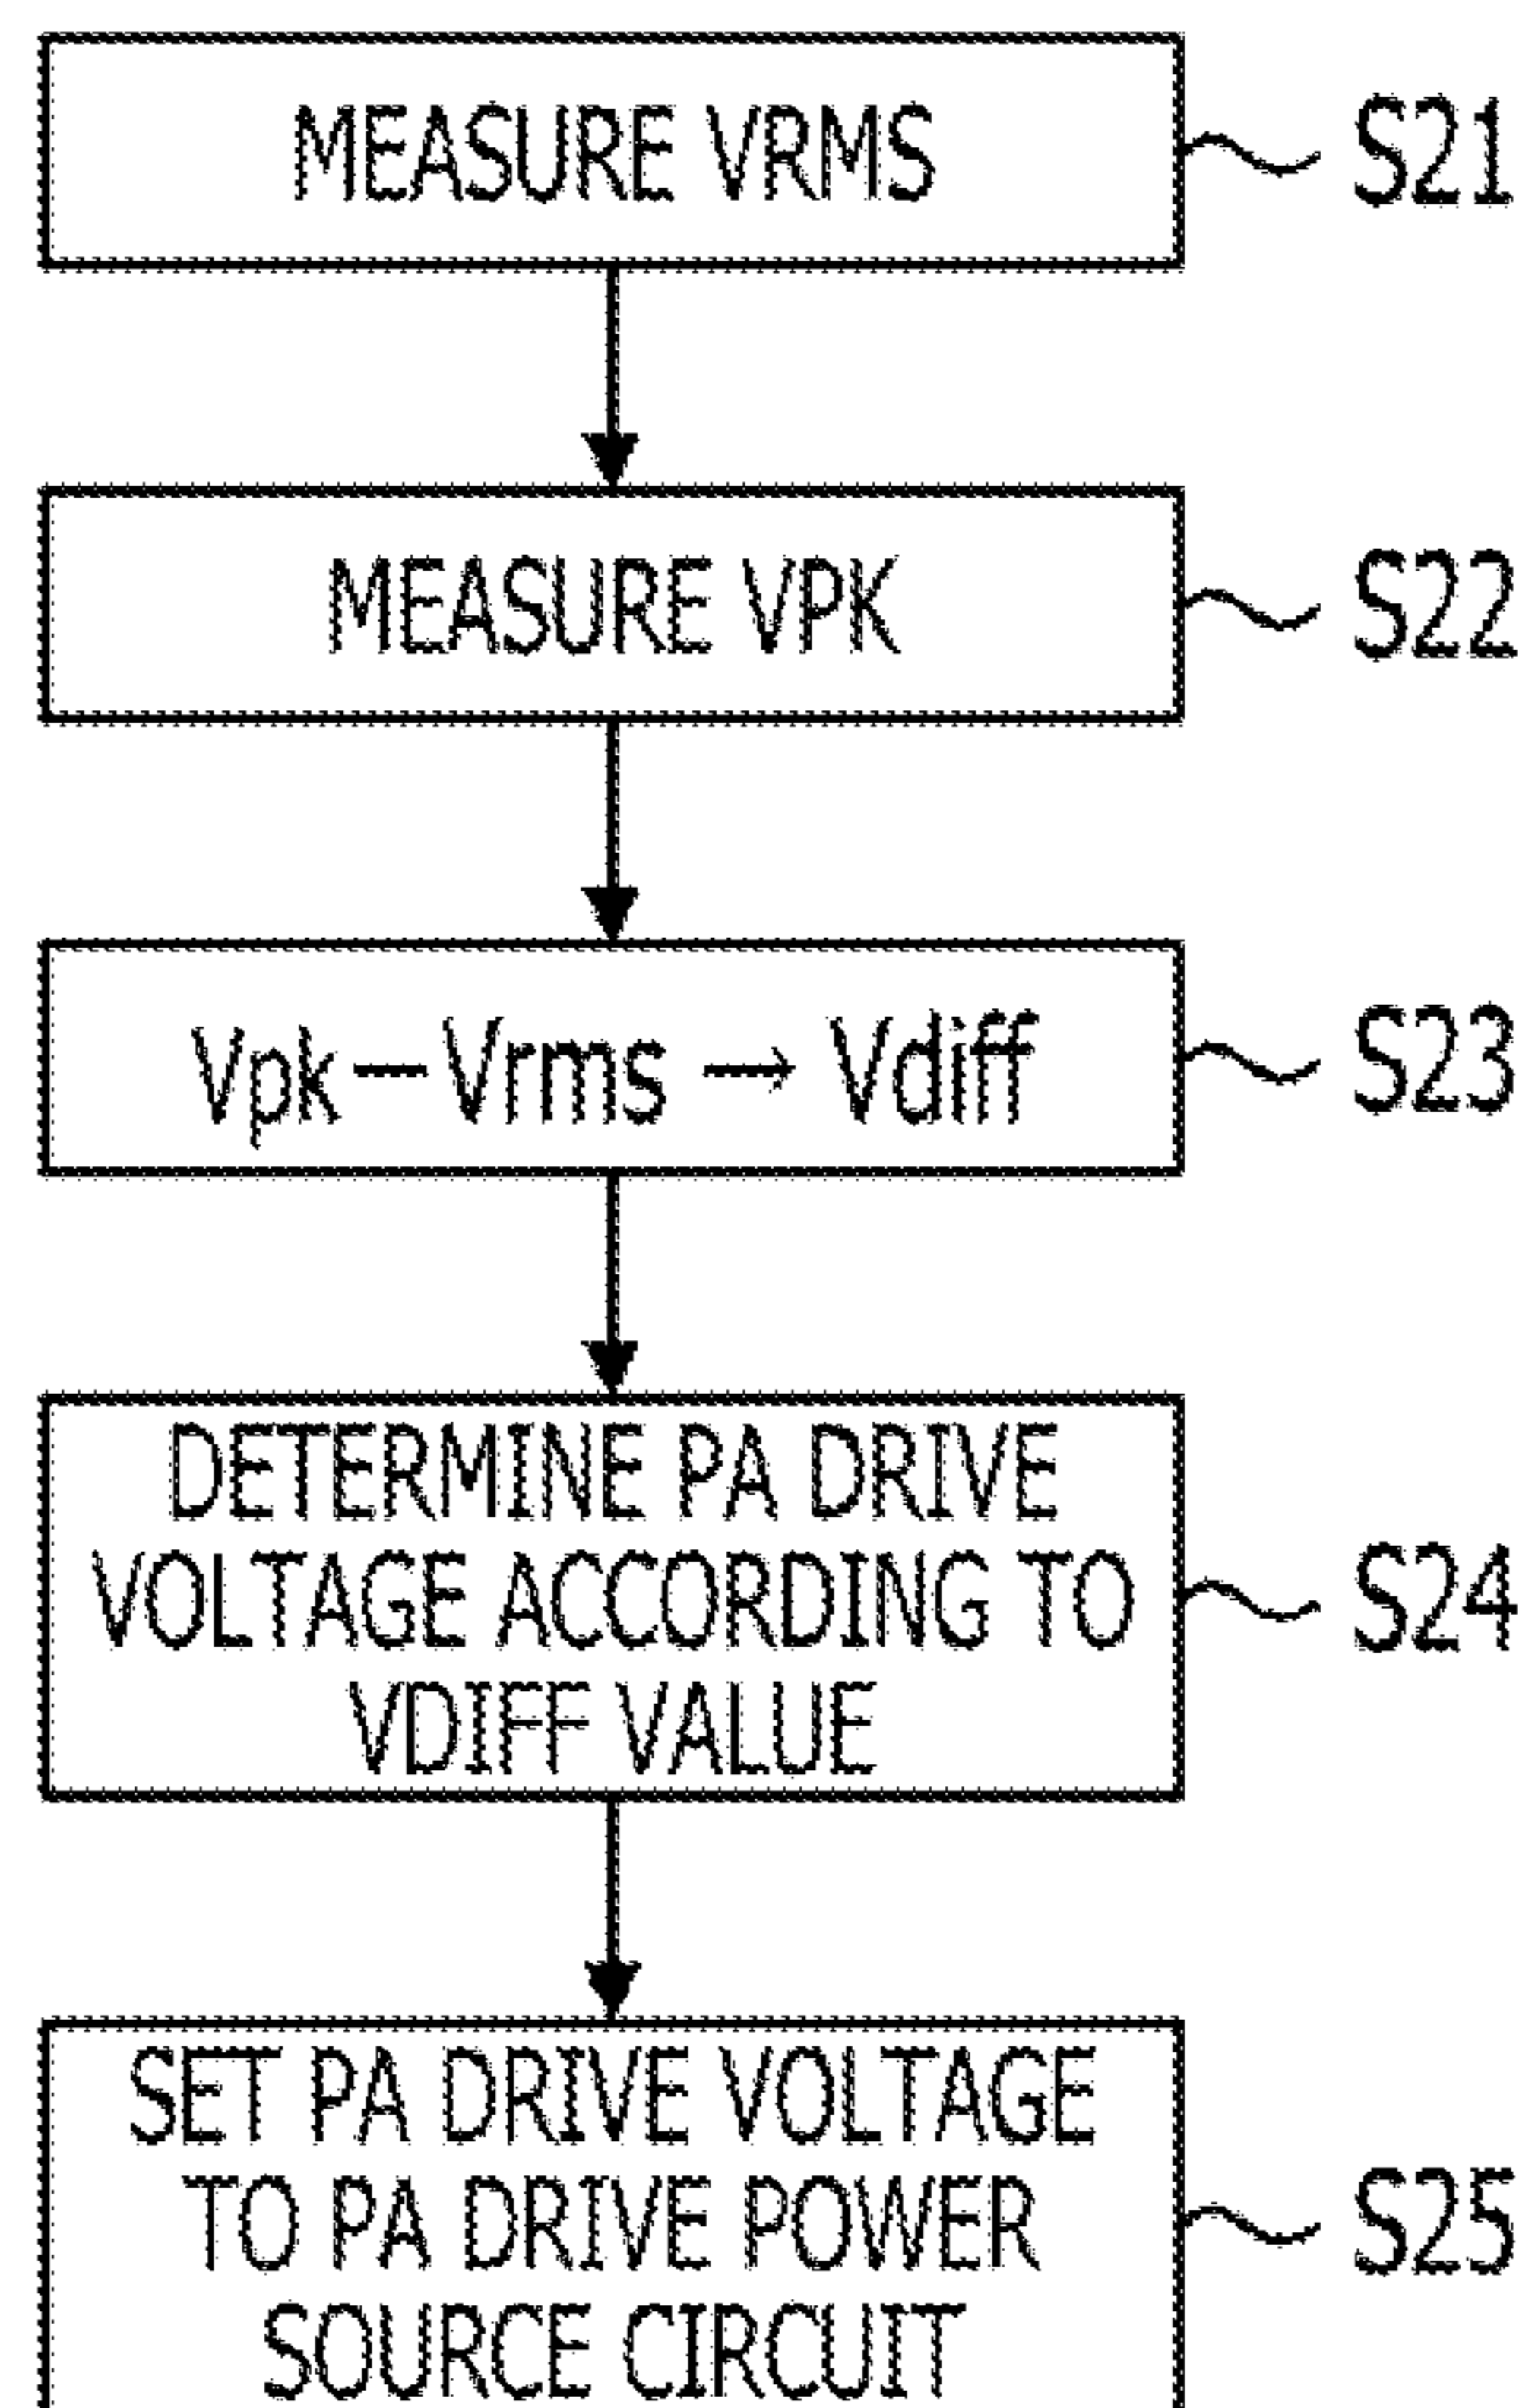 MEASURE VRMS
S21
MEASURE VPK
S22
Vpk—Vrms → Vdiff
S23
DETERMINE PA DRIVE
VOLTAGE ACCORDING TO
VDIFF VALUE
S24
SET PA DRIVE VOLTAGE
TO PA DRIVE POWER
SOURCE CIRCUIT
S25